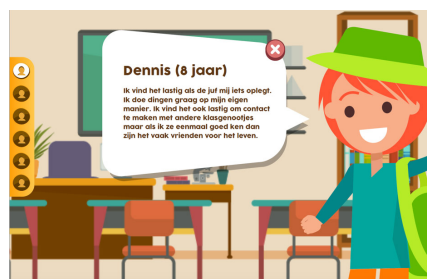 Dennis (8 jaar)
Ik vind het lastig als de juf mij iets oplegt.
Ik doe dingen graag op mijn eigen
manier. Ik vind het ook lastig om contact
te maken met andere klasgenootjes
maar als ik ze eenmaal goed ken dan
zijn het vaak vrienden voor het leven.